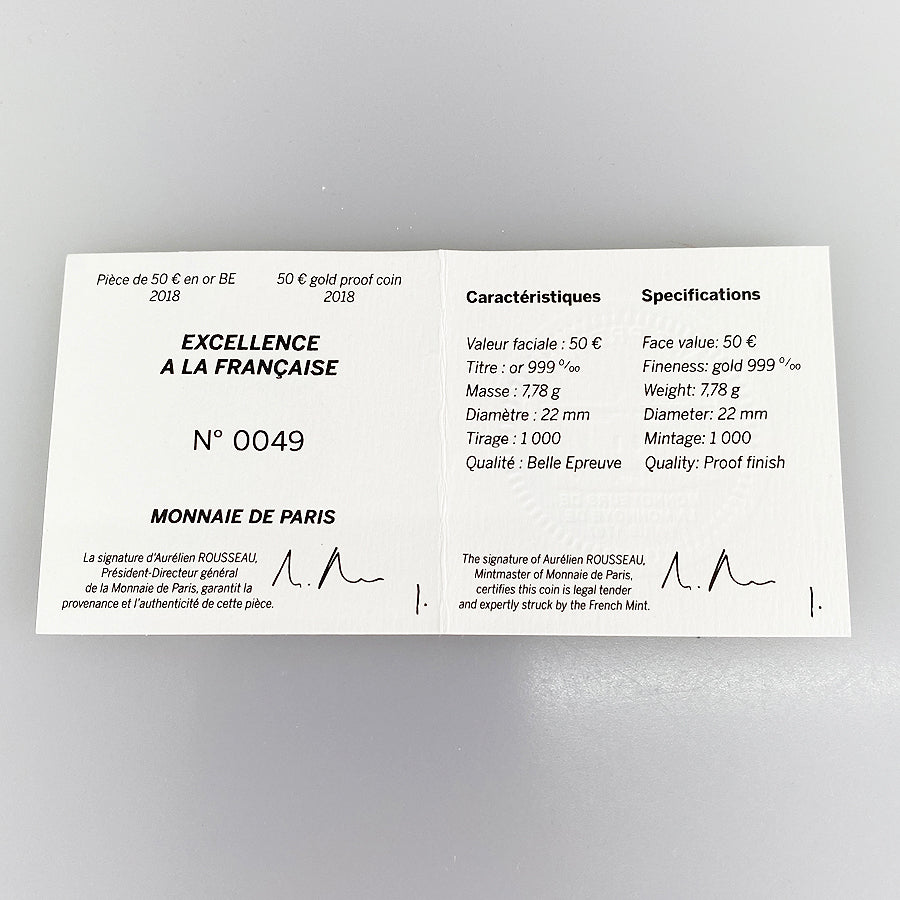 Pièce de 50 € en or BE
2018
50 € gold proof coin
2018
EXCELLENCE
A LA FRANÇAISE
N° 0049
MONNAIE DE PARIS
La signature d'Aurélien ROUSSEAU,
Président-Directeur général
de la Monnaie de Paris, garantit la
provenance et l'authenticité de cette pièce.
Caractéristiques
Valeur faciale : 50 €
Titre : or 999 ‰
Masse : 7,78 g
Diamètre : 22 mm
Tirage : 1 000
Qualité : Belle Epreuve
Specifications
Face value: 50 €
Fineness: gold 999 ‰
Weight: 7,78 g
Diameter: 22 mm
Mintage: 1 000
Quality: Proof finish
The signature of Aurélien ROUSSEAU,
Mintmaster of Monnaie de Paris,
certifies this coin is legal tender
and expertly struck by the French Mint.